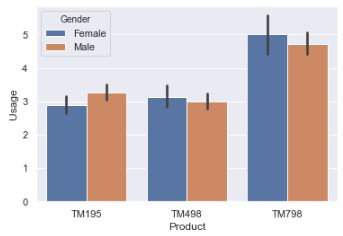 Gender
Female
Male
5
4
3
2
1
0
Usage
TM195 TM498 TM798
Product